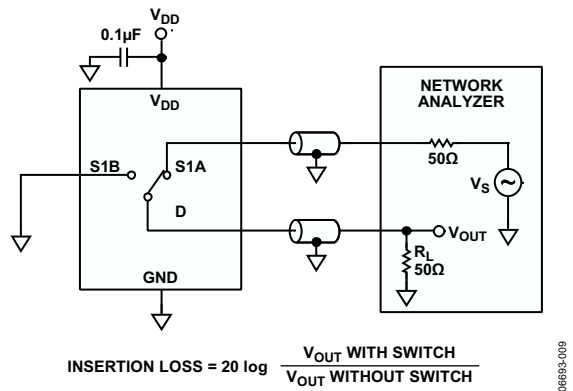 VDD
0.1µF
VDD
NETWORK
ANALYZER
50Ω
S1B
S1A
VS
D
VOUT
RL
50Ω
GND
INSERTION LOSS = 20 log VOUT WITH SWITCH
VOUT WITHOUT SWITCH
06693-009